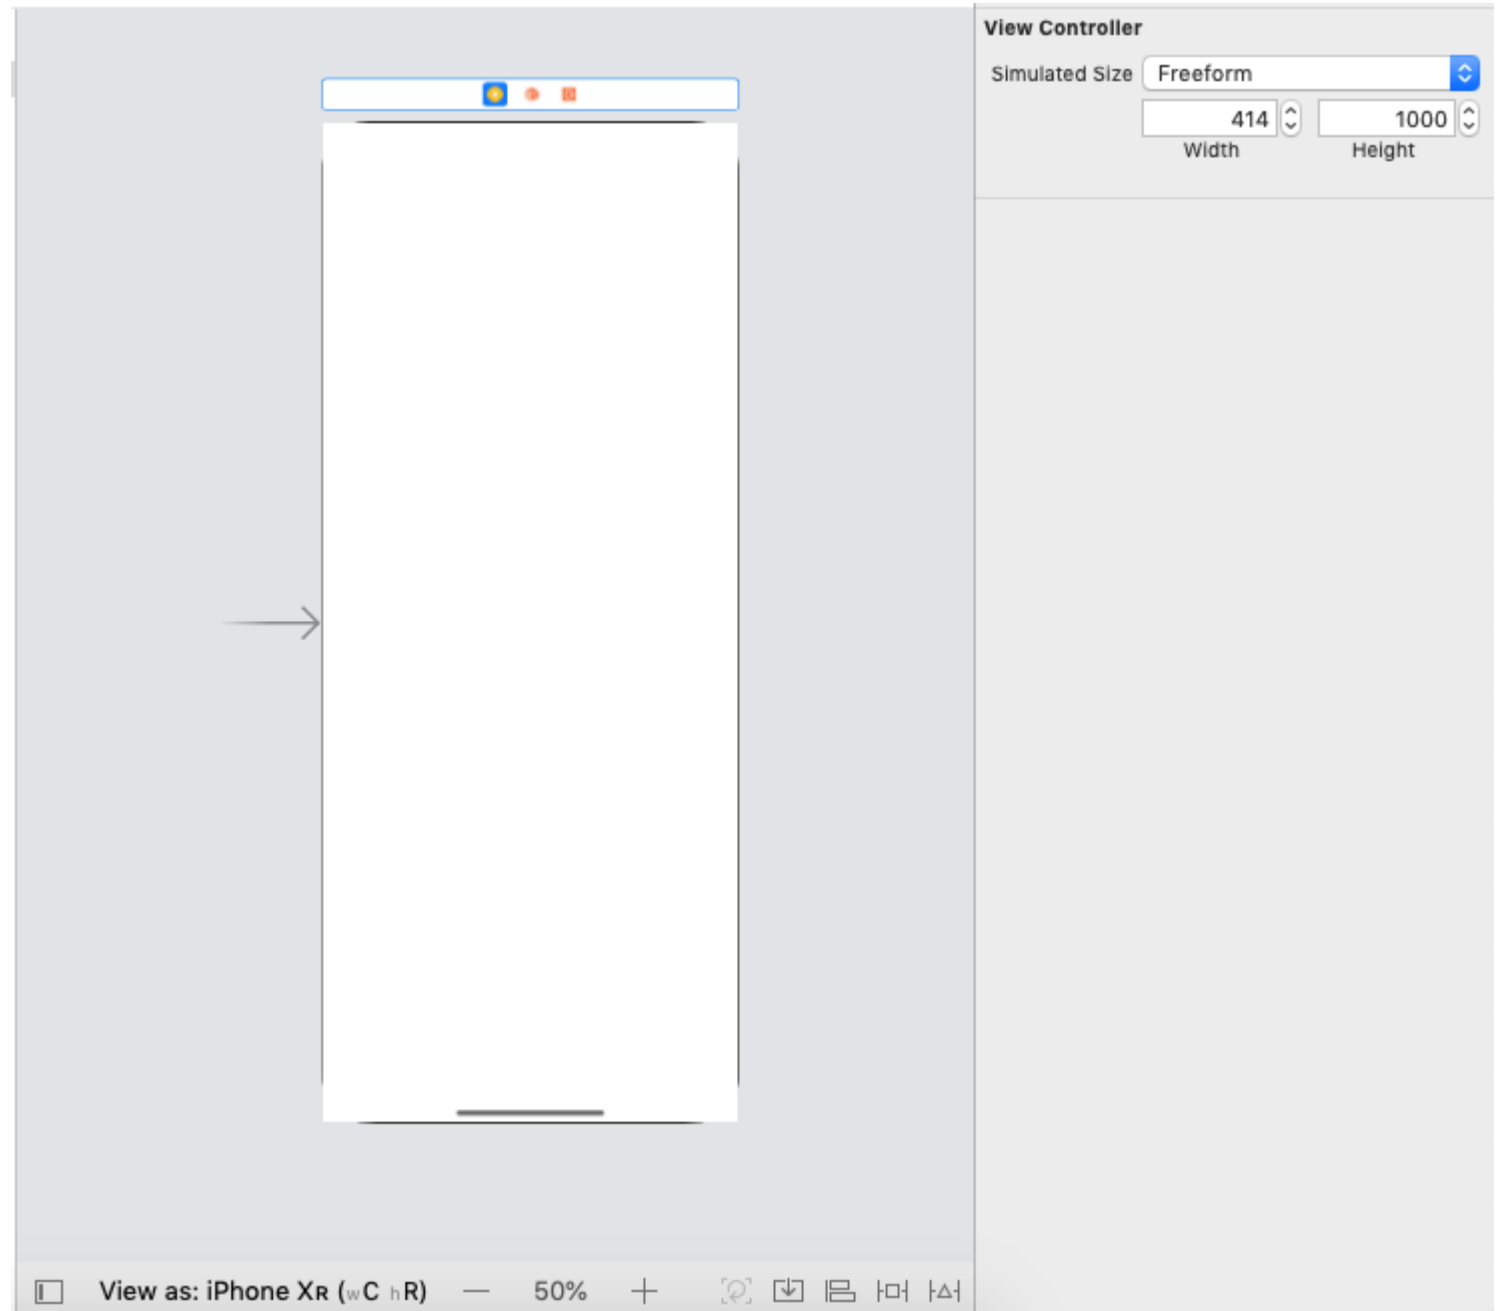 View Controller
Simulated Size Freeform
414 1000
Width Height
View as: iPhone XR (wC hR) — 50% +